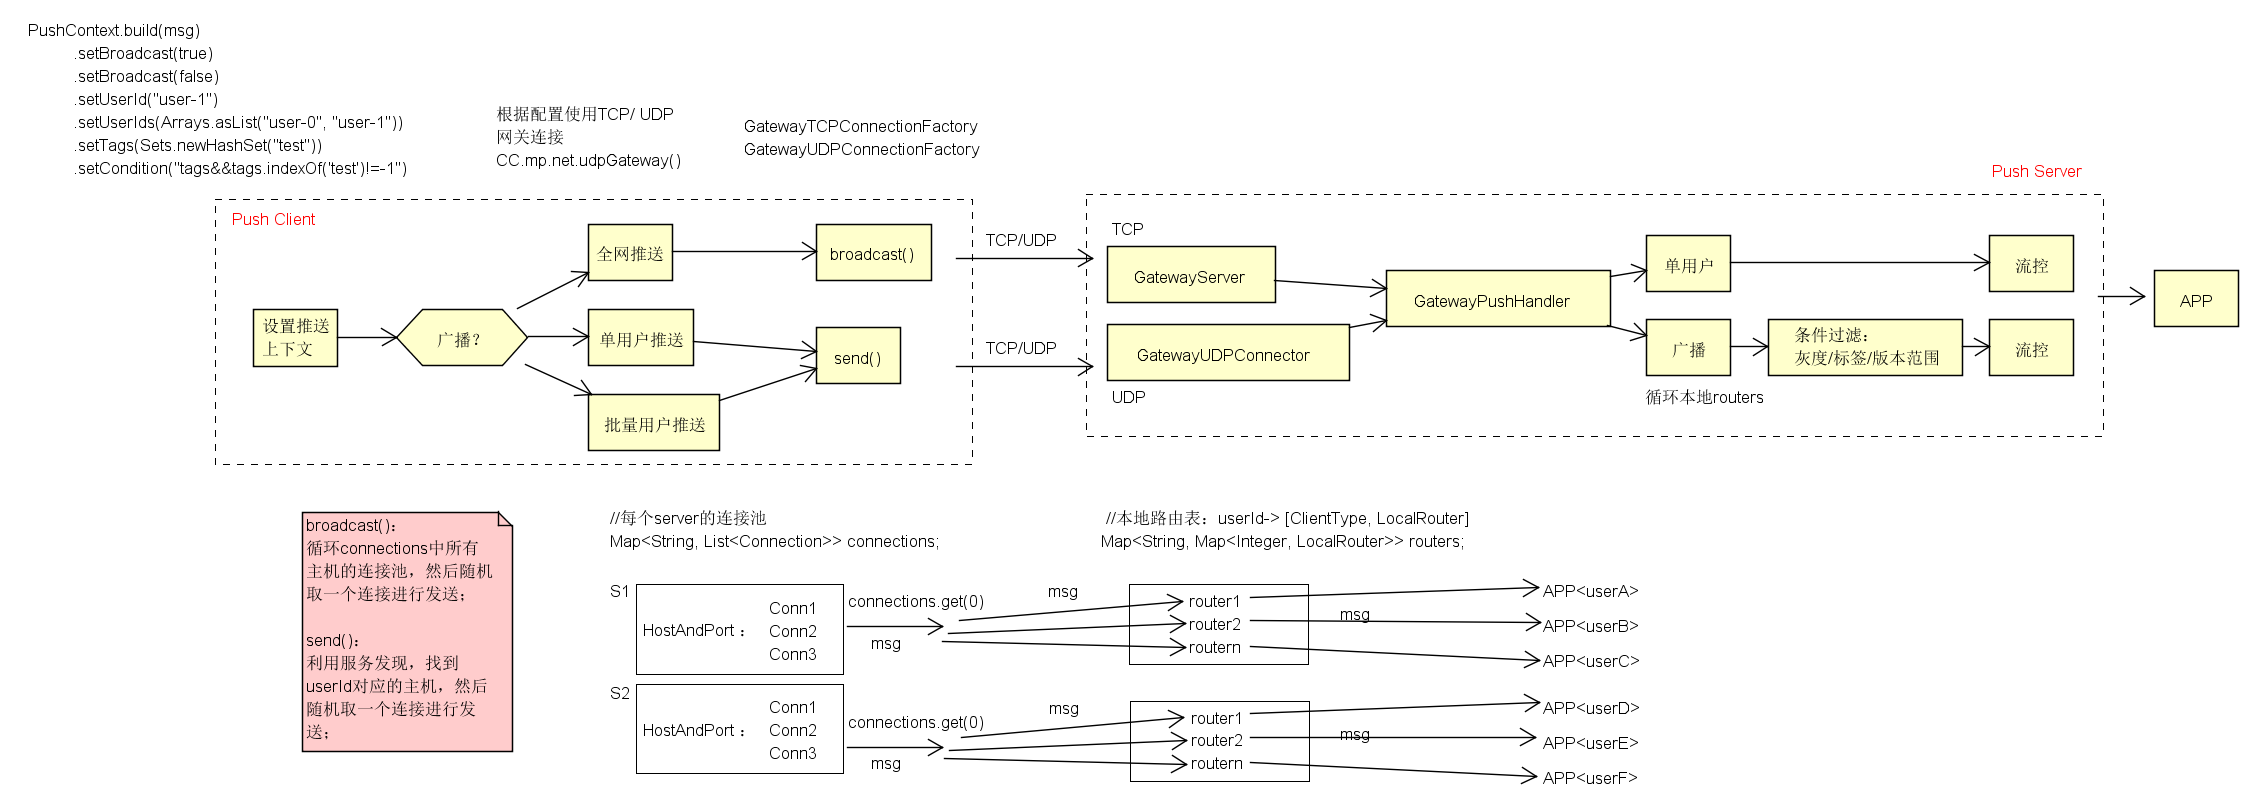 PushContext.build(msg)
.setBroadcast(true)
.setBroadcast(false)
.setUserId("user-1")
.setUserIds(Arrays.asList("user-0", "user-1"))
.setTags(Sets.newHashSet("test"))
.setCondition("tags&&tags.indexOf('test')!=-1")
根据配置使用TCP/ UDP
网关连接
CC.mp.net.udpGateway()
GatewayTCPConnectionFactory
GatewayUDPConnectionFactory
Push Client
设置推送
上下文
广播？
全网推送
单用户推送
批量用户推送
broadcast()
send()
TCP/UDP
TCP/UDP
Push Server
TCP
GatewayServer
GatewayUDPConnector
UDP
GatewayPushHandler
单用户
流控
广播
条件过滤：
灰度/标签/版本范围
流控
循环本地routers
APP
broadcast()：
循环connections中所有
主机的连接池，然后随机
取一个连接进行发送；
send()：
利用服务发现，找到
userId对应的主机，然后
随机取一个连接进行发
送；
//每个server的连接池
Map<String, List<Connection>> connections;
//本地路由表：userId-> [ClientType, LocalRouter]
Map<String, Map<Integer, LocalRouter>> routers;
S1
HostAndPort：
Conn1
Conn2
Conn3
connections.get(0)
msg
msg
router1
router2
routern
msg
APP<userA>
APP<userB>
APP<userC>
S2
HostAndPort：
Conn1
Conn2
Conn3
connections.get(0)
msg
msg
router1
router2
routern
msg
APP<userD>
APP<userE>
APP<userF>